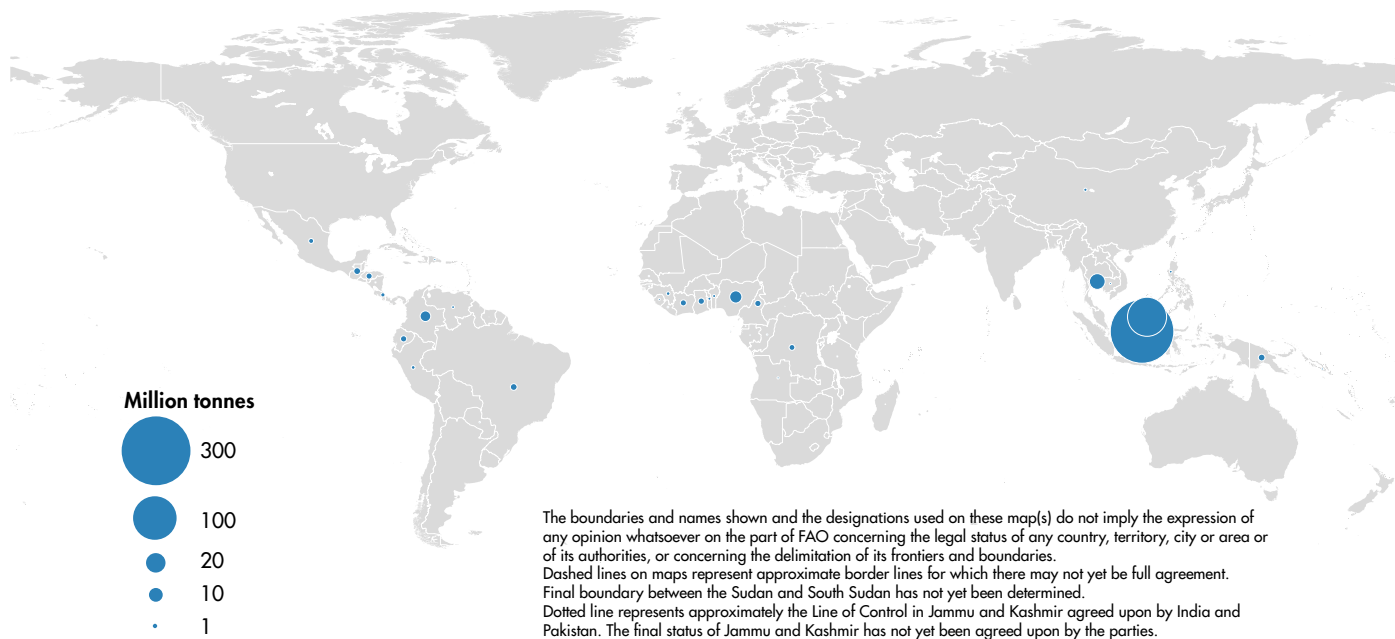 Million tonnes
300
100
20
10
1
The boundaries and names shown and the designations used on these map(s) do not imply the expression of
any opinion whatsoever on the part of FAO concerning the legal status of any country, territory, city or area or
of its authorities, or concerning the delimitation of its frontiers and boundaries.
Dashed lines on maps represent approximate border lines for which there may not yet be full agreement.
Final boundary between the Sudan and South Sudan has not yet been determined.
Dotted line represents approximately the Line of Control in Jammu and Kashmir agreed upon by India and
Pakistan. The final status of Jammu and Kashmir has not yet been agreed upon by the parties.